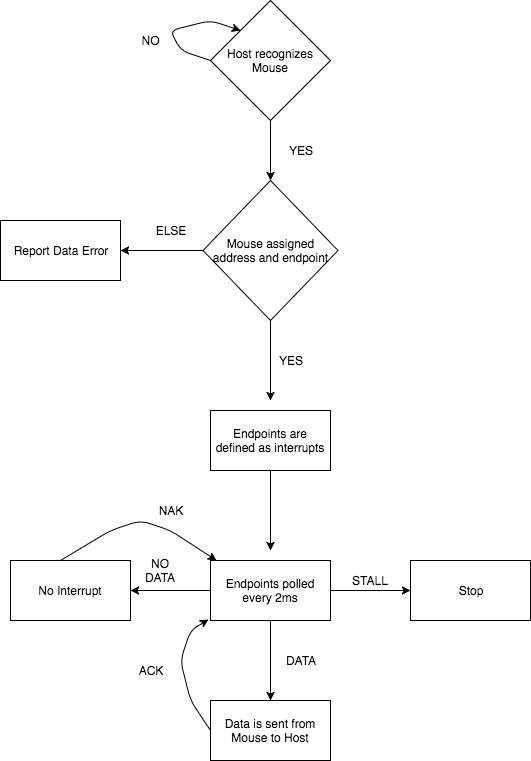 NO
Host recognizes
Mouse
YES
ELSE
Report Data Error
Mouse assigned
address and endpoint
YES
Endpoints are
defined as interrupts
NAK
NO
DATA
No Interrupt
Endpoints polled
every 2ms
STALL
Stop
ACK
DATA
Data is sent from
Mouse to Host